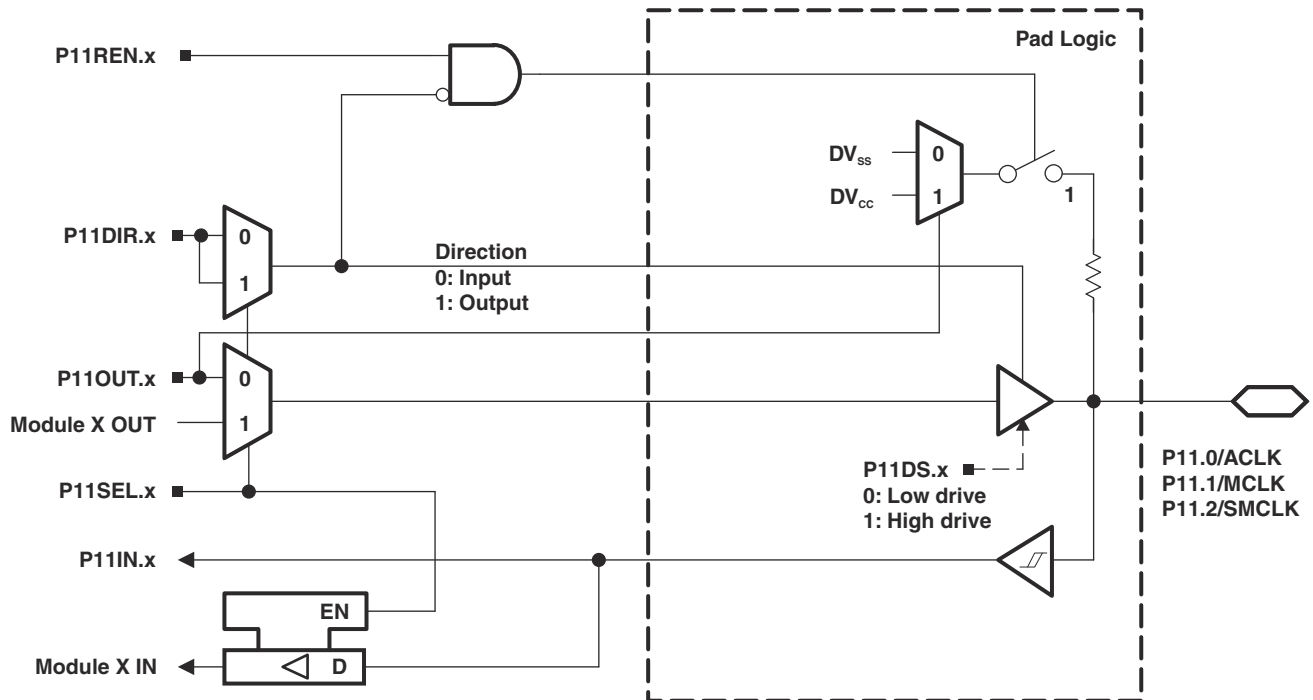 Pad Logic
P11REN.x
DVss
0
DVcc
1
1
P11DIR.x
0
1
Direction
0: Input
1: Output
P11OUT.x
0
Module X OUT
1
P11DS.x
0: Low drive
1: High drive
P11.0/ACLK
P11.1/MCLK
P11.2/SMCLK
P11SEL.x
P11IN.x
EN
Module X IN
D